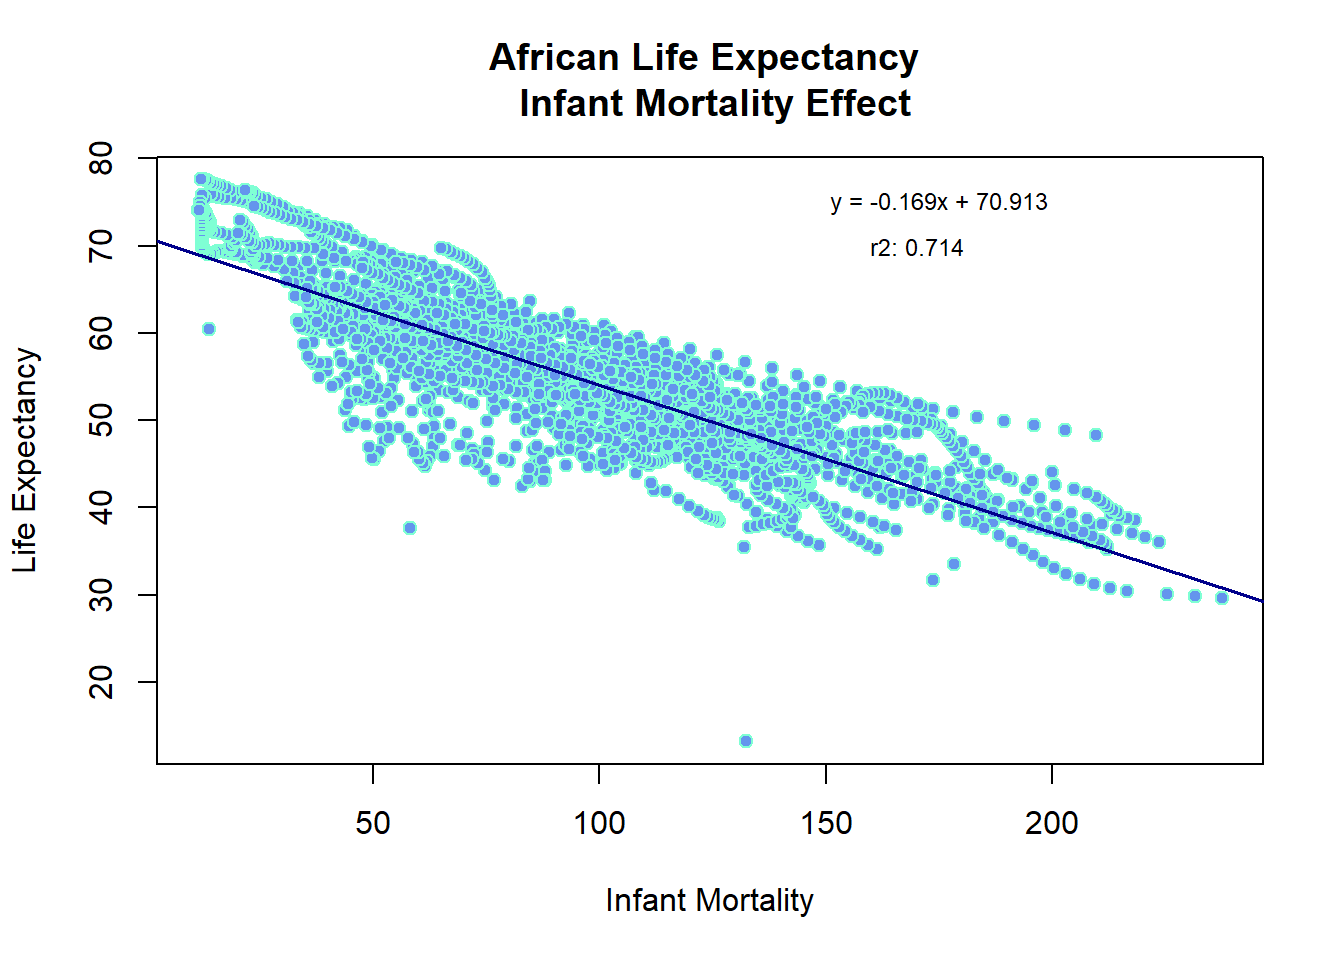 African Life Expectancy
Infant Mortality Effect
y = -0.169x + 70.913
r2: 0.714
Life Expectancy
80
70
60
50
40
30
20
50
100
150
200
Infant Mortality